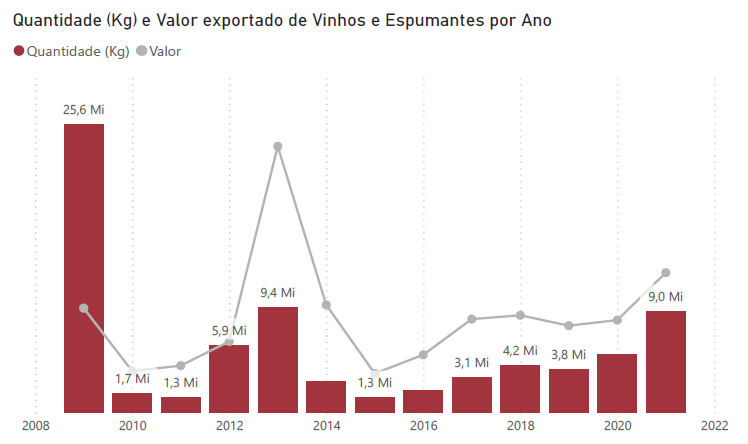 Quantidade (Kg) e Valor exportado de Vinhos e Espumantes por Ano
Quantidade (Kg) Valor
25,6 Mi
9,4 Mi
9,0 Mi
5,9 Mi
4,2 Mi
3,8 Mi
3,1 Mi
1,7 Mi
1,3 Mi
1,3 Mi
2008 2010 2012 2014 2016 2018 2020 2022